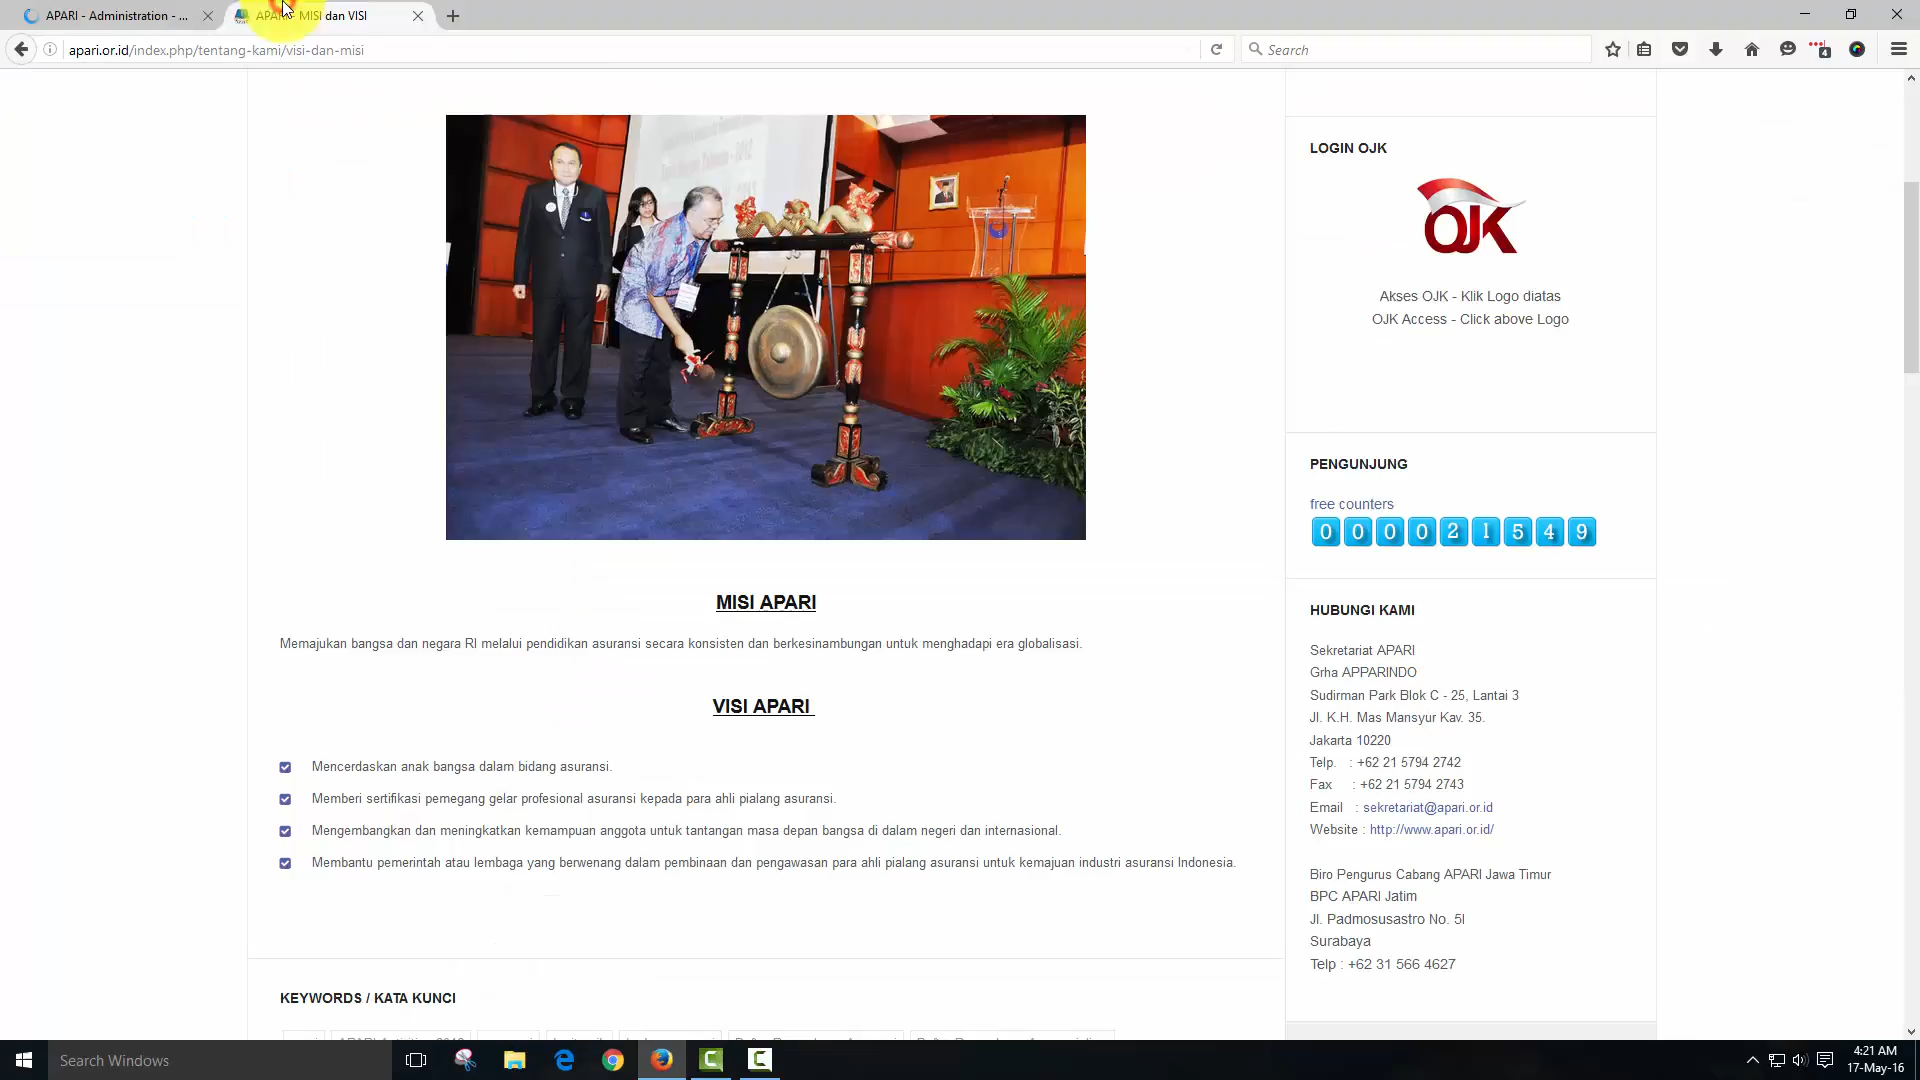 APARI - Administration - ...
APARI - MISI dan VISI
apari.or.id/index.php/tentang-kami/visi-dan-misi
Search
4
LOGIN OJK
OJK
Akses OJK - Klik Logo diatas
OJK Access - Click above Logo
PENGUNJUNG
free counters
000021549
MISI APARI
Memajukan bangsa dan negara RI melalui pendidikan asuransi secara konsisten dan berkesinambungan untuk menghadapi era globalisasi.
VISI APARI
Mencerdaskan anak bangsa dalam bidang asuransi.
Memberi sertifikasi pemegang gelar profesional asuransi kepada para ahli pialang asuransi.
Mengembangkan dan meningkatkan kemampuan anggota untuk tantangan masa depan bangsa di dalam negeri dan internasional.
Membantu pemerintah atau lembaga yang berwenang dalam pembinaan dan pengawasan para ahli pialang asuransi untuk kemajuan industri asuransi Indonesia.
HUBUNGI KAMI
Sekretariat APARI
Grha APPARINDO
Sudirman Park Blok C - 25, Lantai 3
Jl. K.H. Mas Mansyur Kav. 35.
Jakarta 10220
Telp. : +62 21 5794 2742
Fax : +62 21 5794 2743
Email : sekretariat@apari.or.id
Website : http://www.apari.or.id/
Biro Pengurus Cabang APARI Jawa Timur
BPC APARI Jatim
Jl. Padmosusastro No. 5I
Surabaya
Telp : +62 31 566 4627
KEYWORDS / KATA KUNCI
Search Windows
4:21 AM
17-May-16